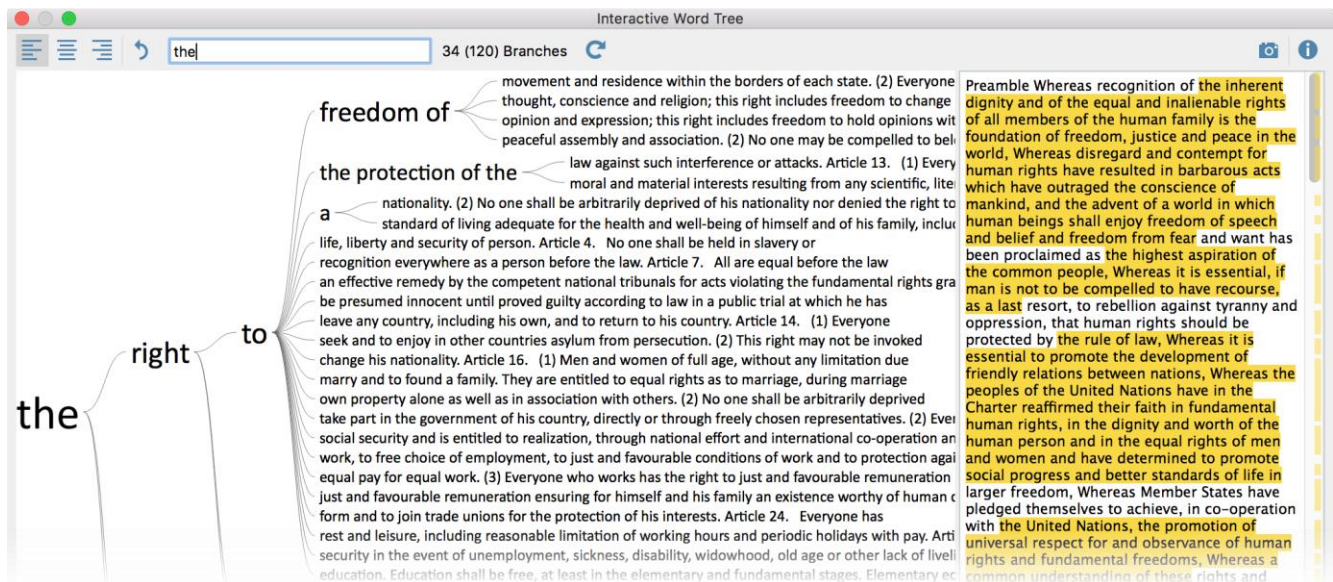 Interactive Word Tree
the
34 (120) Branches
movement and residence within the borders of each state. (2) Everyone
freedom of
thought, conscience and religion; this right includes freedom to change
opinion and expression; this right includes freedom to hold opinions wit
peaceful assembly and association. (2) No one may be compelled to bel
the protection of the
law against such interference or attacks. Article 13. (1) Every
moral and material interests resulting from any scientific, lite
a
nationality. (2) No one shall be arbitrarily deprived of his nationality nor denied the right to
standard of living adequate for the health and well-being of himself and of his family, inclu
life, liberty and security of person. Article 4. No one shall be held in slavery or
recognition everywhere as a person before the law. Article 7. All are equal before the law
an effective remedy by the competent national tribunals for acts violating the fundamental rights gra
be presumed innocent until proved guilty according to law in a public trial at which he has
leave any country, including his own, and to return to his country. Article 14. (1) Everyone
seek and to enjoy in other countries asylum from persecution. (2) This right may not be invoked
change his nationality. Article 16. (1) Men and women of full age, without any limitation due
marry and to found a family. They are entitled to equal rights as to marriage, during marriage
own property alone as well as in association with others. (2) No one shall be arbitrarily deprived
take part in the government of his country, directly or through freely chosen representatives. (2) Ever
social security and is entitled to realization, through national effort and international co-operation an
work, to free choice of employment, to just and favourable conditions of work and to protection agai
equal pay for equal work. (3) Everyone who works has the right to just and favourable remuneration
just and favourable remuneration ensuring for himself and his family an existence worthy of human d
form and to join trade unions for the protection of his interests. Article 24. Everyone has
rest and leisure, including reasonable limitation of working hours and periodic holidays with pay. Arti
security in the event of unemployment, sickness, disability, widowhood, old age or other lack of liveli
education. Education shall be free, at least in the elementary and fundamental stages. Elementary ed
to
right
the
Preamble Whereas recognition of the inherent
dignity and of the equal and inalienable rights
of all members of the human family is the
foundation of freedom, justice and peace in the
world, Whereas disregard and contempt for
human rights have resulted in barbarous acts
which have outraged the conscience of
mankind, and the advent of a world in which
human beings shall enjoy freedom of speech
and belief and freedom from fear and want has
been proclaimed as the highest aspiration of
the common people, Whereas it is essential, if
man is not to be compelled to have recourse,
as a last resort, to rebellion against tyranny and
oppression, that human rights should be
protected by the rule of law, Whereas it is
essential to promote the development of
friendly relations between nations, Whereas the
peoples of the United Nations have in the
Charter reaffirmed their faith in fundamental
human rights, in the dignity and worth of the
human person and in the equal rights of men
and women and have determined to promote
social progress and better standards of life in
larger freedom, Whereas Member States have
pledged themselves to achieve, in co-operation
with the United Nations, the promotion of
universal respect for and observance of human
rights and fundamental freedoms, Whereas a
common understanding of these rights and